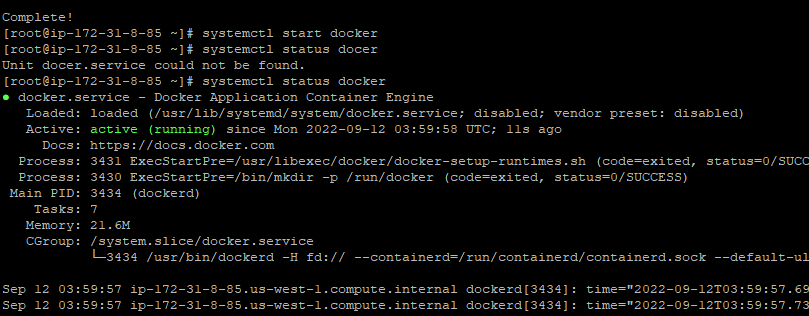 Complete!
[root@ip-172-31-8-85 ~]# systemctl start docker
[root@ip-172-31-8-85 ~]# systemctl status docer
Unit docer.service could not be found.
[root@ip-172-31-8-85 ~]# systemctl status docker
● docker.service - Docker Application Container Engine
   Loaded: loaded (/usr/lib/systemd/system/docker.service; disabled; vendor preset: disabled)
   Active: active (running) since Mon 2022-09-12 03:59:58 UTC; 11s ago
     Docs: https://docs.docker.com
  Process: 3431 ExecStartPre=/usr/libexec/docker/docker-setup-runtimes.sh (code=exited, status=0/SUCC
  Process: 3430 ExecStartPre=/bin/mkdir -p /run/docker (code=exited, status=0/SUCCESS)
 Main PID: 3434 (dockerd)
    Tasks: 7
   Memory: 21.6M
   CGroup: /system.slice/docker.service
           └─3434 /usr/bin/dockerd -H fd:// --containerd=/run/containerd/containerd.sock --default-ul
Sep 12 03:59:57 ip-172-31-8-85.us-west-1.compute.internal dockerd[3434]: time="2022-09-12T03:59:57.69
Sep 12 03:59:57 ip-172-31-8-85.us-west-1.compute.internal dockerd[3434]: time="2022-09-12T03:59:57.73